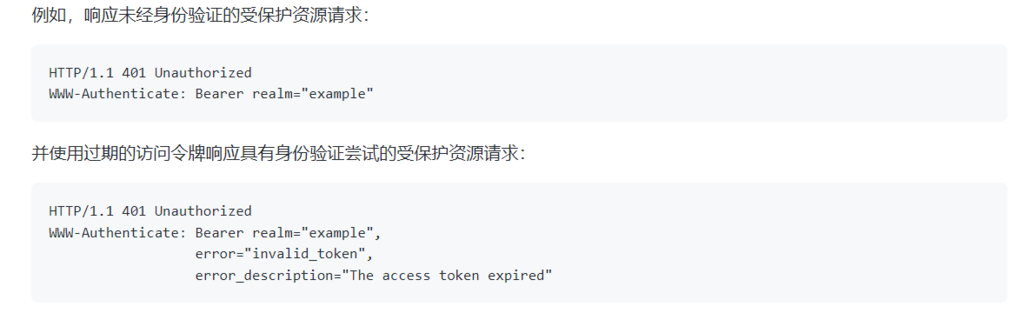 例如，响应未经身份验证的受保护资源请求：
HTTP/1.1 401 Unauthorized
WWW-Authenticate: Bearer realm="example"
并使用过期的访问令牌响应具有身份验证尝试的受保护资源请求：
HTTP/1.1 401 Unauthorized
WWW-Authenticate: Bearer realm="example",
error="invalid_token",
error_description="The access token expired"